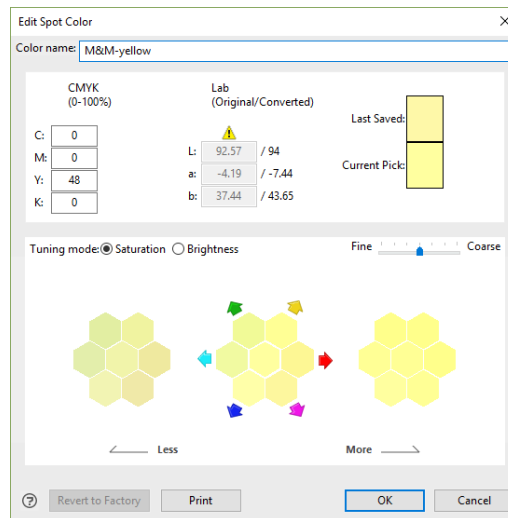 Edit Spot Color
Color name: M&M-yellow
CMYK
(0-100%)
C: 0
M: 0
Y: 48
K: 0
Lab
(Original/Converted)
L: 92.57 / 94
a: -4.19 / -7.44
b: 37.44 / 43.65
Last Saved:
Current Pick:
Tuning mode: Saturation Brightness
Fine Coarse
Less More
? Revert to Factory Print OK Cancel